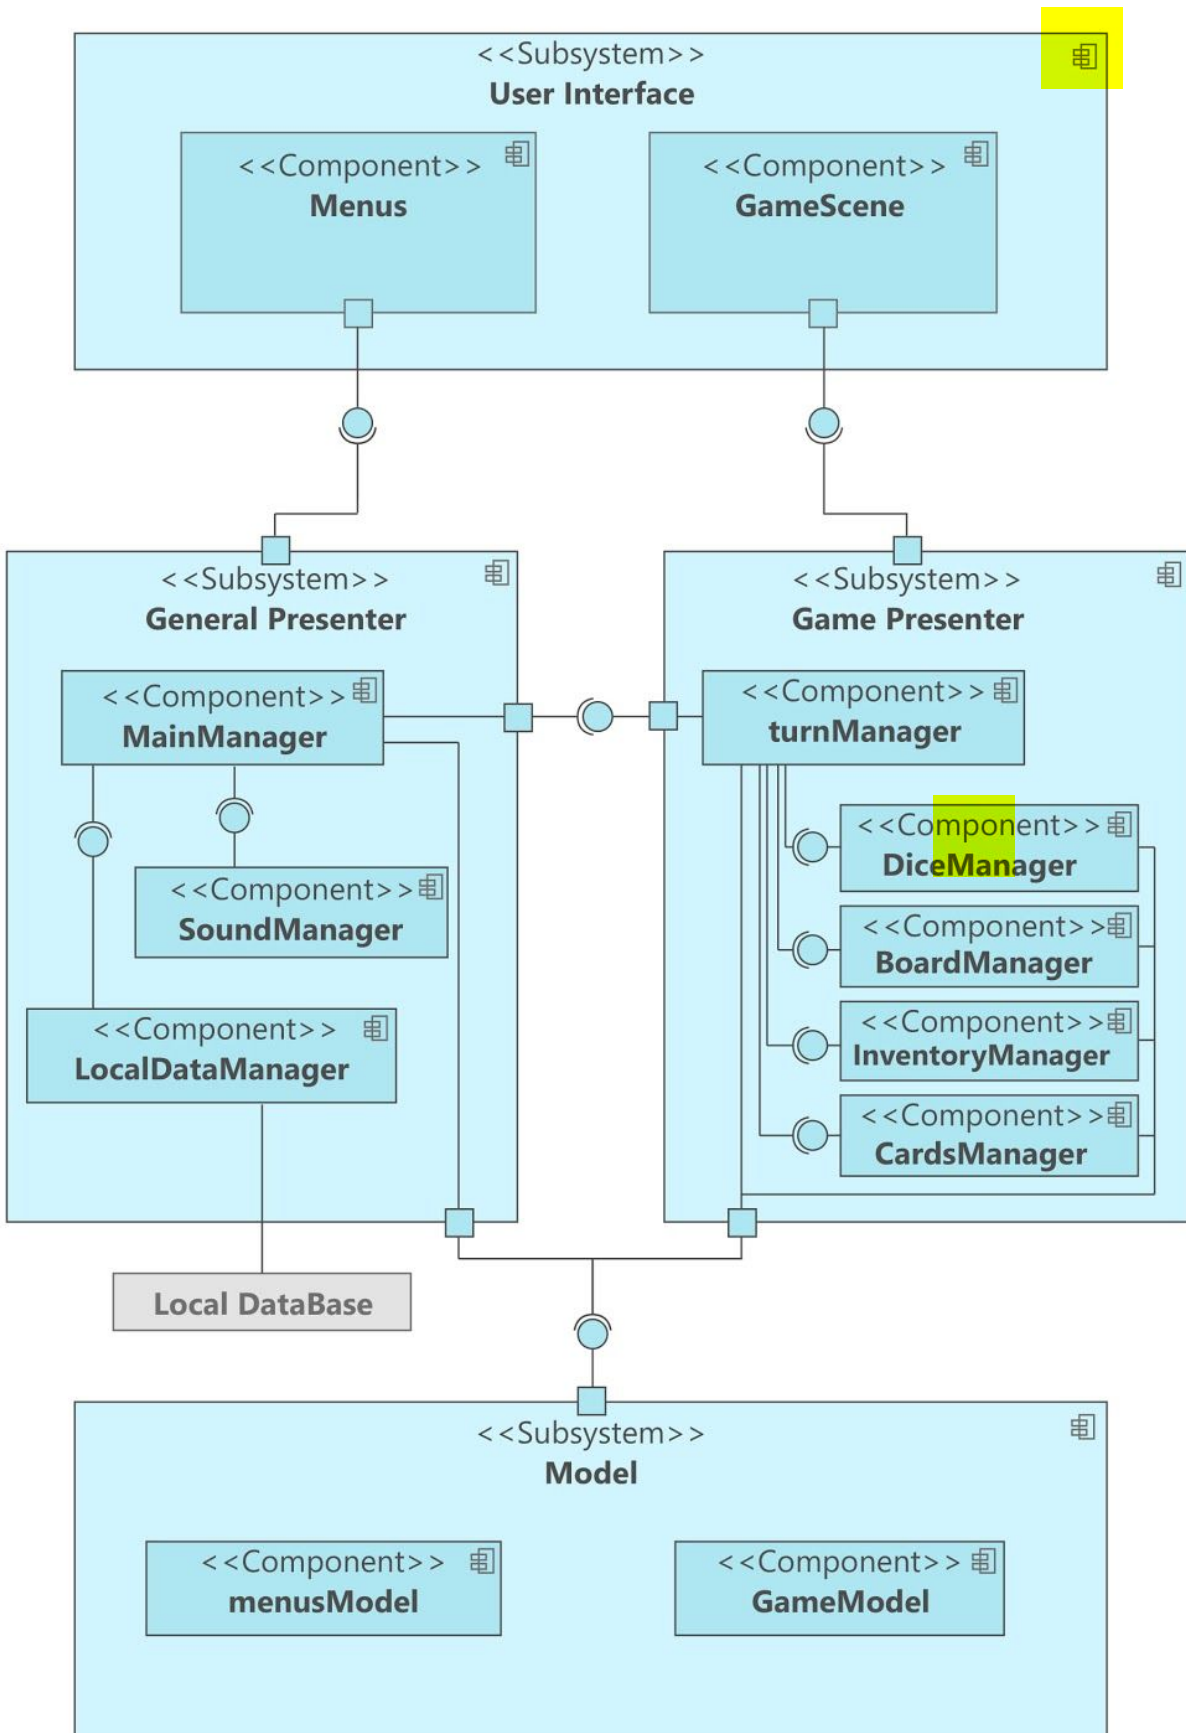 <<Subsystem>>
User Interface
<<Component>>
Menus
<<Component>>
GameScene
<<Subsystem>>
General Presenter
<<Component>>
MainManager
<<Component>>
SoundManager
<<Component>>
LocalDataManager
Local DataBase
<<Subsystem>>
Game Presenter
<<Component>>
turnManager
<<Component>>
DiceManager
<<Component>>
BoardManager
<<Component>>
InventoryManager
<<Component>>
CardsManager
<<Subsystem>>
Model
<<Component>>
menusModel
<<Component>>
GameModel